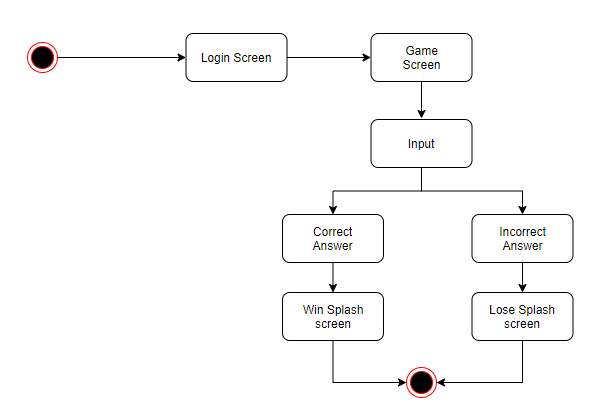 Login Screen
Game
Screen
Input
Correct
Answer
Incorrect
Answer
Win Splash
screen
Lose Splash
screen